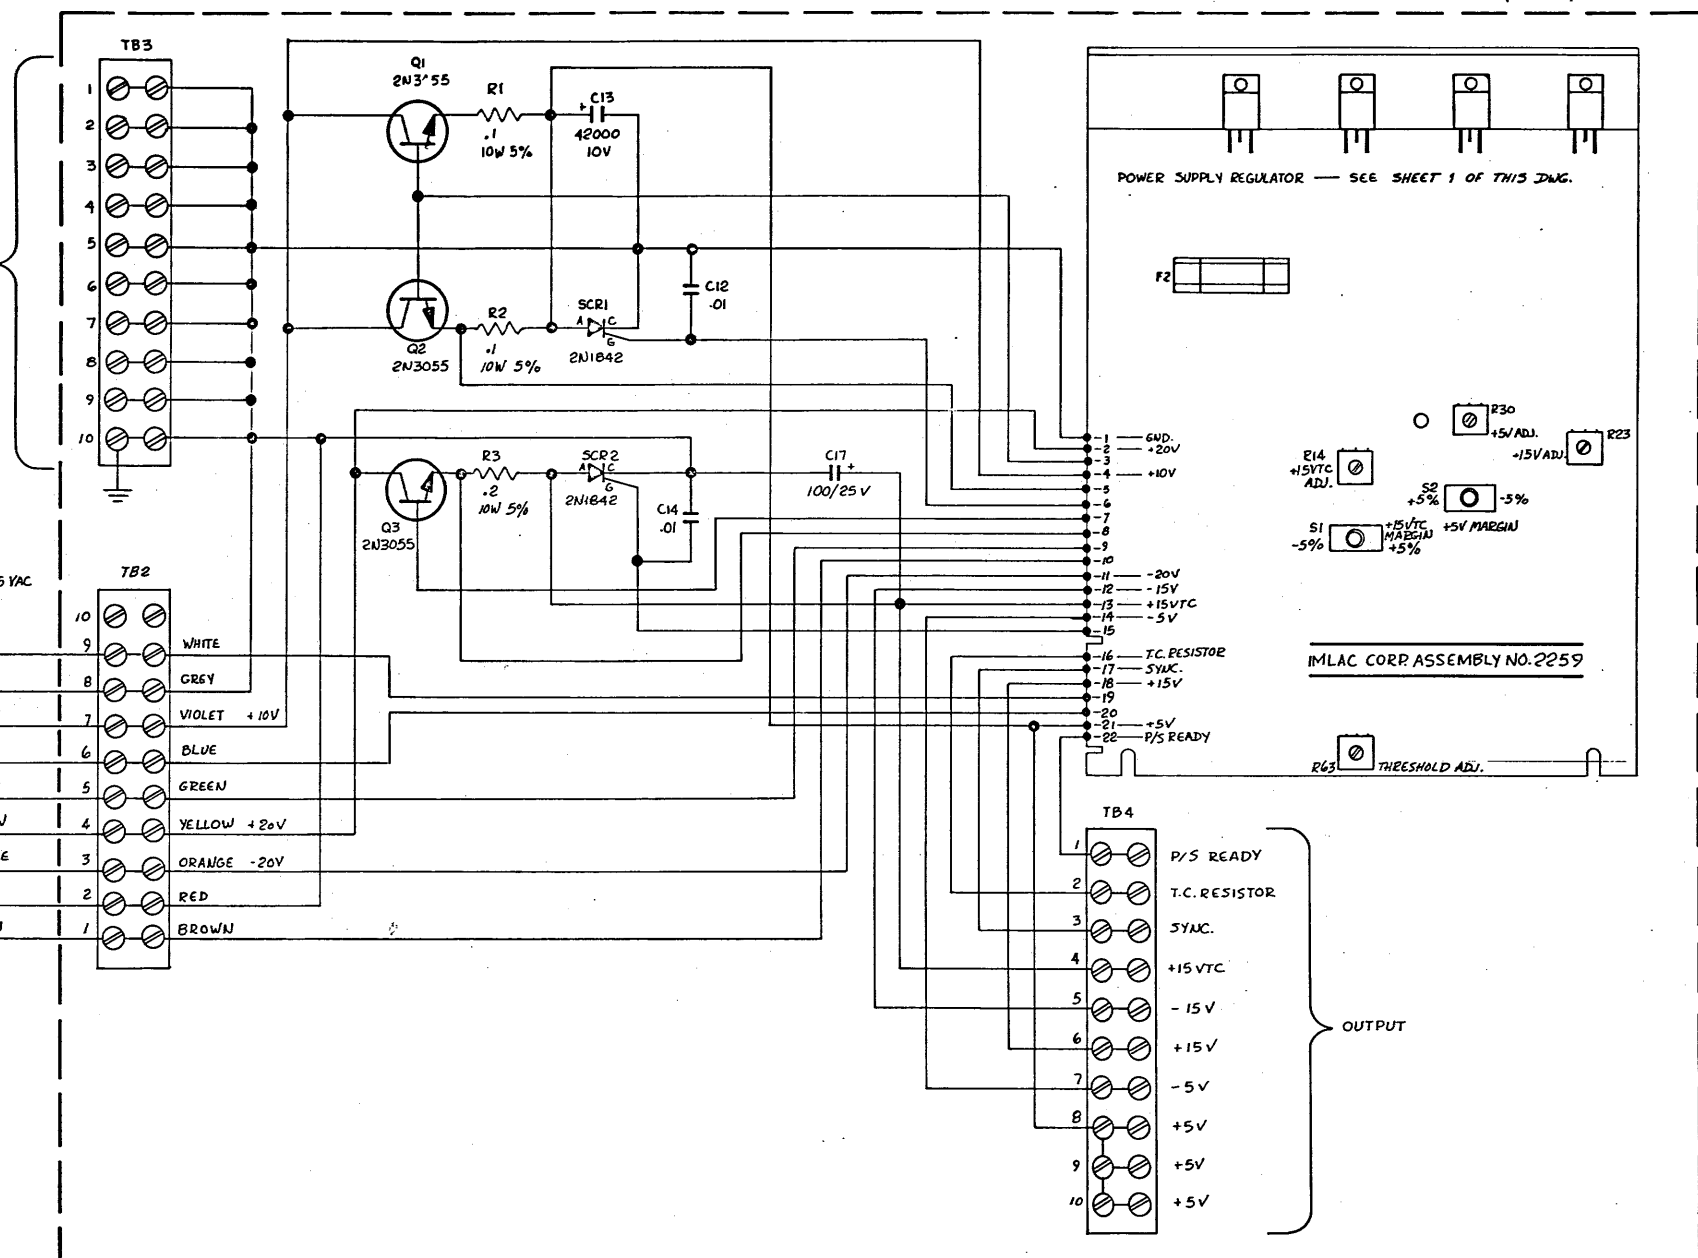 TB3
1
2
3
4
5
6
7
8
9
10
Q1
2N3055
R1
.1
10W 5%
+
C13
42000
10V
Q2
2N3055
R2
.1
10W 5%
SCR1
A
C
G
2N1842
C12
.01
Q3
2N3055
R3
.2
10W 5%
SCR2
A
C
G
2N1842
C14
.01
C17
+
100/25V
TB2
5 VAC
10
9 WHITE
8 GREY
7 VIOLET +10V
6 BLUE
5 GREEN
4 YELLOW +20V
3 ORANGE -20V
2 RED
1 BROWN
POWER SUPPLY REGULATOR — SEE SHEET 1 OF THIS DWG.
F2
R30
+5V ADJ.
R23
-15V ADJ.
R14
+15VTC
ADJ.
S2
+5%
-5%
+5V MARGIN
S1
-5%
+15VTC
MARGIN
+5%
-1 — GND.
-2 — +20V
-3
-4 — +10V
-5
-6
-7
-8
-9
-10
-11 — -20V
-12 — -15V
-13 — +15VTC
-14 — -5V
-15
-16 — T.C. RESISTOR
-17 — SYNC.
-18 — +15V
-19
-20
-21 — +5V
-22 — P/S READY
IMLAC CORP. ASSEMBLY NO. 2259
R63
THRESHOLD ADJ.
TB4
1 P/S READY
2 T.C. RESISTOR
3 SYNC.
4 +15VTC
5 -15V
6 +15V
7 -5V
8 +5V
9 +5V
10 +5V
OUTPUT